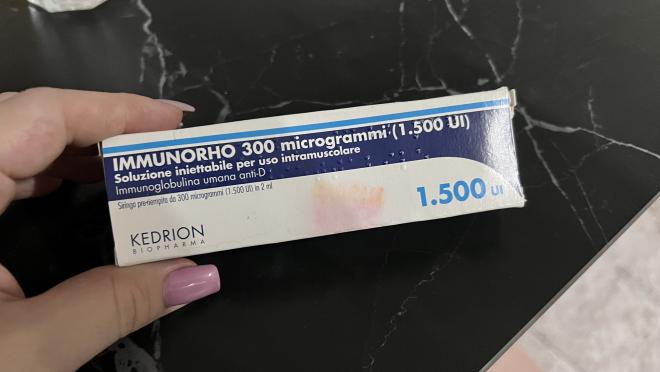 IMMUNORHO 300 microgrammi (1.500 UI)
Soluzione iniettabile per uso intramuscolare
Immunoglobulina umana anti-D
Siringa pre-riempita da 300 microgrammi (1.500 UI) in 2 ml
1.500 UI
KEDRION
BIOPHARMA